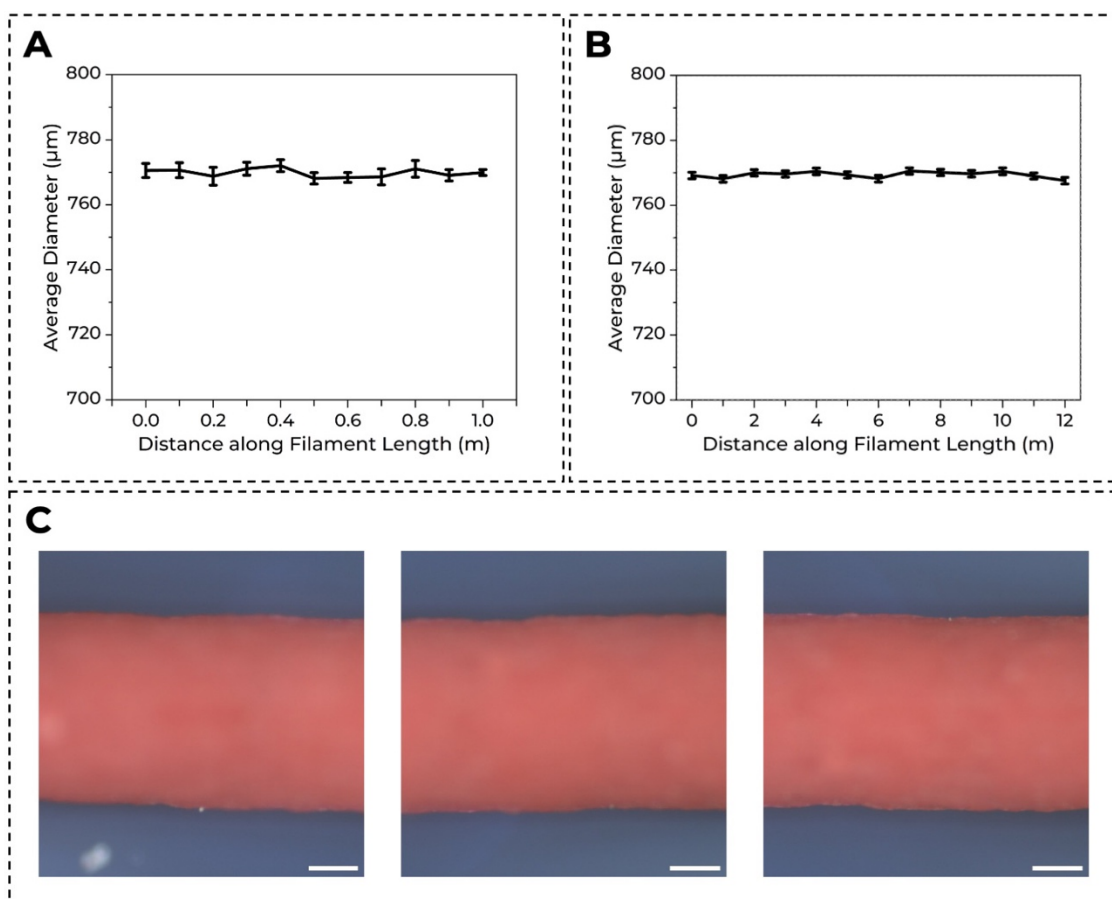 A
800
780
760
740
720
700
Average Diameter (µm)
0.0 0.2 0.4 0.6 0.8 1.0
Distance along Filament Length (m)
B
800
780
760
740
720
700
Average Diameter (µm)
0 2 4 6 8 10 12
Distance along Filament Length (m)
C